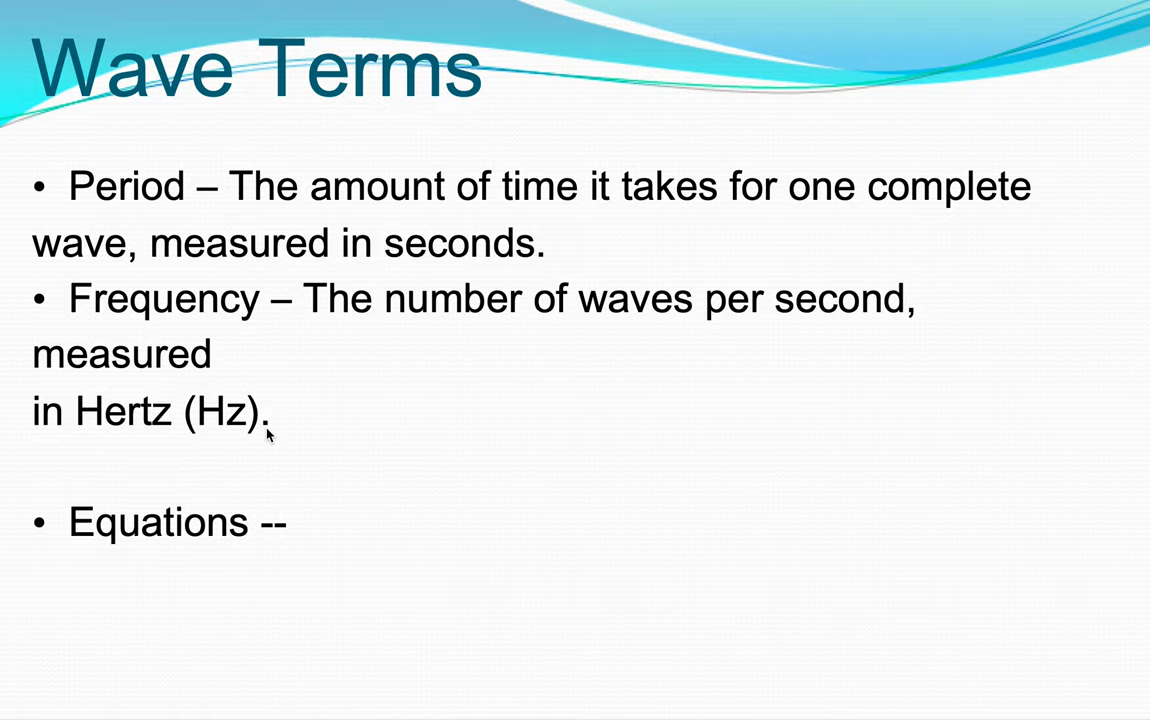 Wave Terms
• Period – The amount of time it takes for one complete
wave, measured in seconds.
• Frequency – The number of waves per second,
measured
in Hertz (Hz).
• Equations --